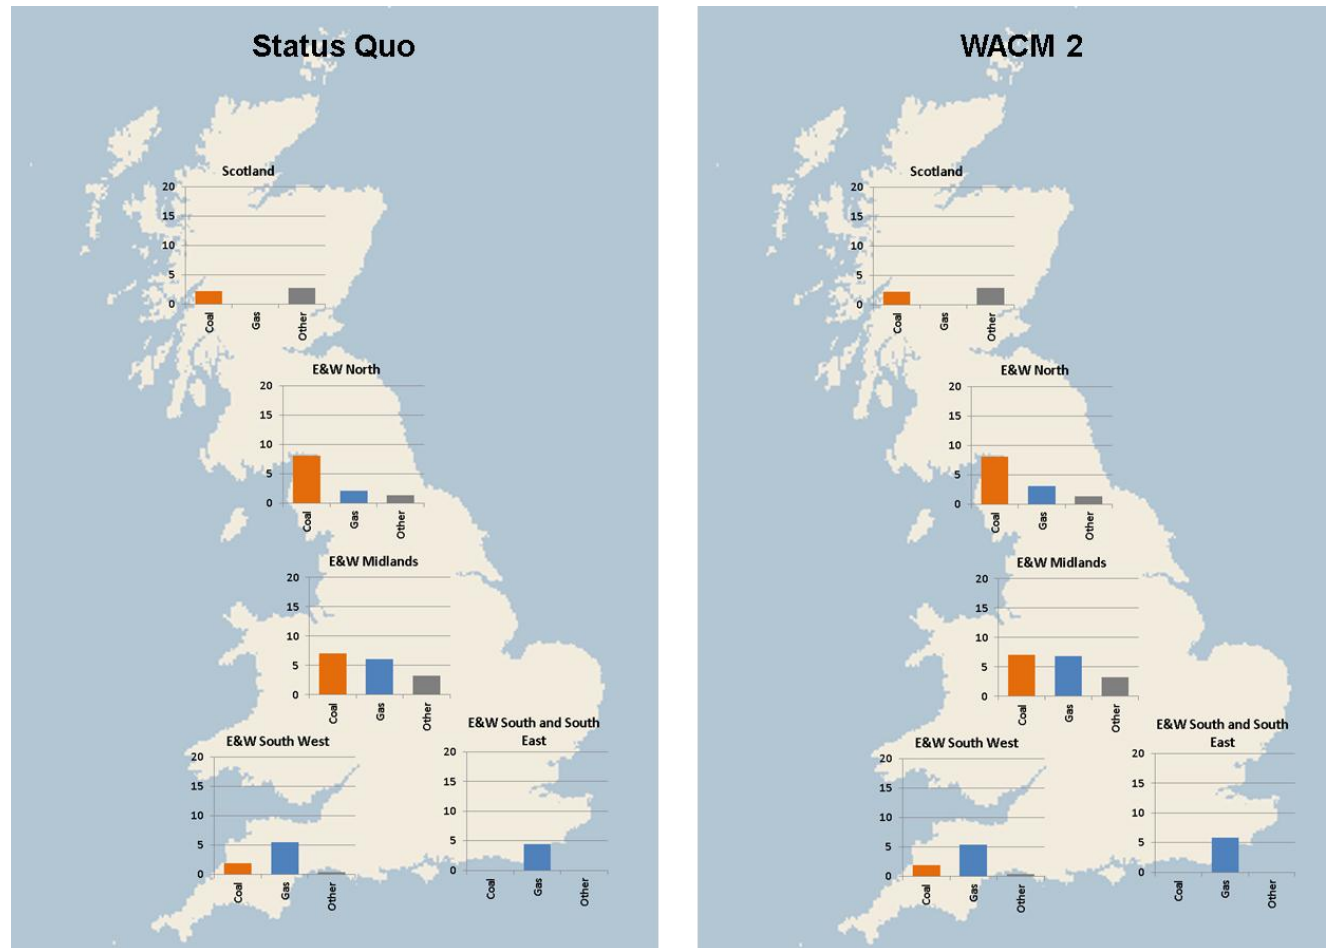 Status Quo
Scotland
20
15
10
5
0
Coal
Gas
Other
E&W North
20
15
10
5
0
Coal
Gas
Other
E&W Midlands
20
15
10
5
0
Coal
Gas
Other
E&W South West
20
15
10
5
0
Coal
Gas
Other
E&W South and South
East
20
15
10
5
0
Coal
Gas
Other
WACM 2
Scotland
20
15
10
5
0
Coal
Gas
Other
E&W North
20
15
10
5
0
Coal
Gas
Other
E&W Midlands
20
15
10
5
0
Coal
Gas
Other
E&W South West
20
15
10
5
0
Coal
Gas
Other
E&W South and South
East
20
15
10
5
0
Coal
Gas
Other